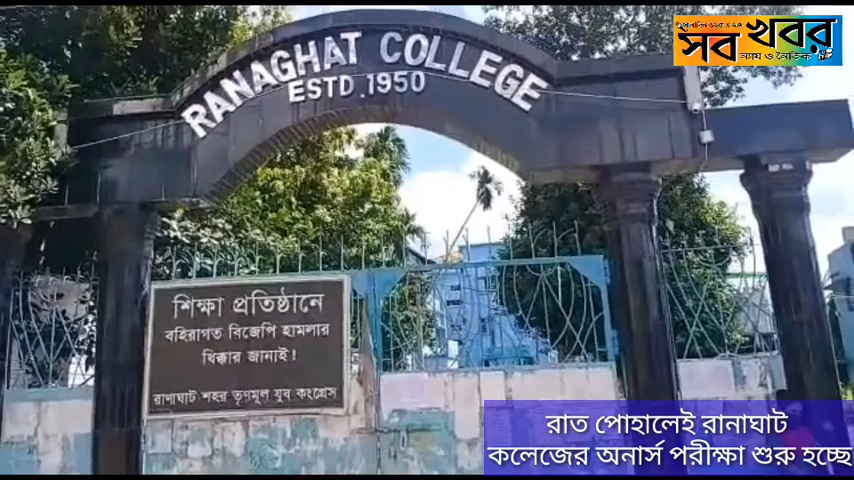 RANAGHAT COLLEGE
ESTD.1950
সব খবর
ন্যায় ও নৈতিক
শিক্ষা প্রতিষ্ঠানে
বহিরাগত বিজেপি হামলার
ধিক্কার জানাই!
রাণাঘাট শহর তৃণমূল যুব কংগ্রেস
রাত পোহালেই রানাঘাট
কলেজের অনার্স পরীক্ষা শুরু হচ্ছে